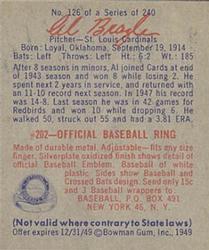 No. 126 of a Series of 240
Al Brazle
Pitcher—St. Louis Cardinals
Born: Loyal, Oklahoma, September 19, 1914
Bats: Left Throws: Left Ht.: 6:2 Wt.: 185
After 8 seasons in minors, Al joined Cards at
end of 1943 season and won 8 while losing 2. He
spent next 2 years in service, and returned with
an 11-10 record next season. In 1947 his record
was 14-8. Last season he was in 42 games for
Redbirds and won 10 while dropping 6. He
walked 50, struck out 55 and had a 3.81 ERA.
#202—OFFICIAL BASEBALL RING
Made of durable metal. Adjustable—fits any size
finger. Silverplate oxidized finish shows detail of
official Baseball Emblem. Baseball of white
plastic. Sides show Baseball and
Crossed Bats design. Send only 15c
and 3 Baseball wrappers to
BASEBALL, P.O. BOX 491
NEW YORK 46, N. Y.
(Not valid where contrary to State laws)
Offer expires 12/31/49 © Bowman Gum, Inc., 1949